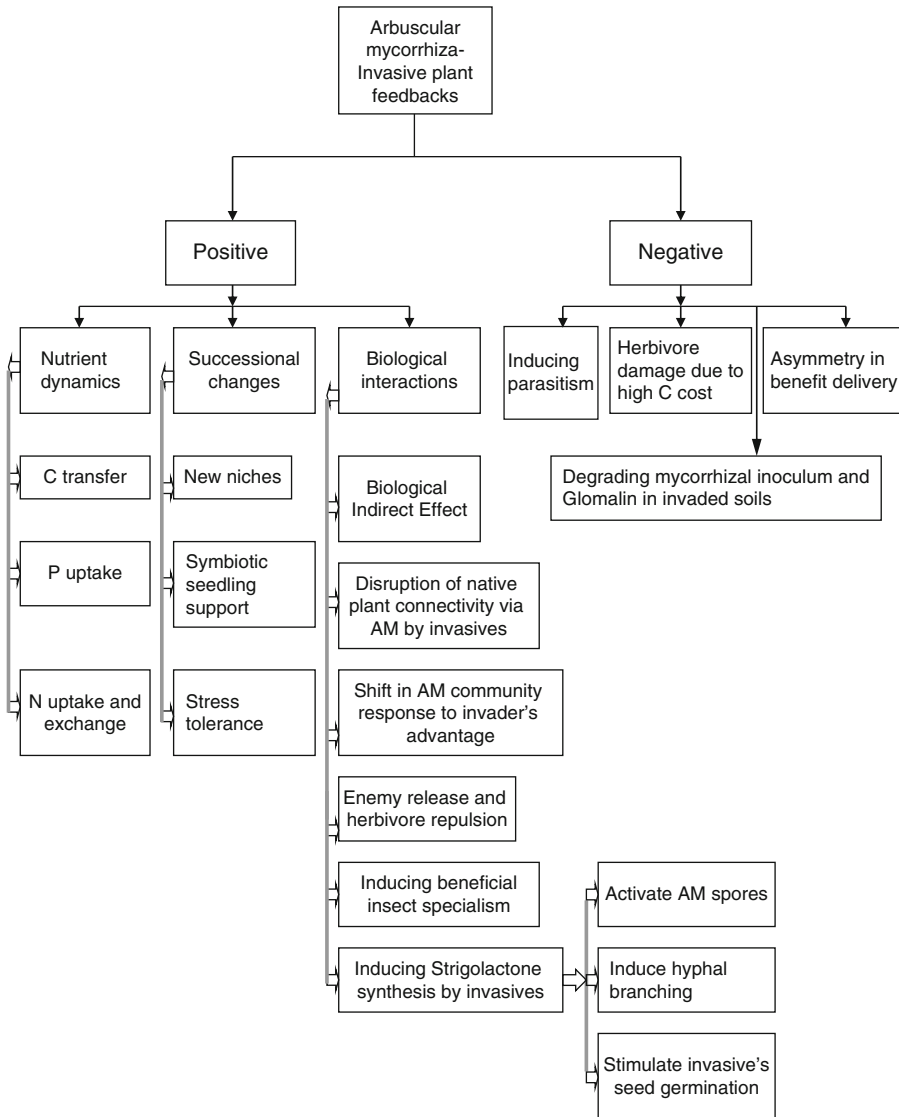 Arbuscular
mycorrhiza-
Invasive plant
feedbacks
Positive
Negative
Nutrient
dynamics
Successional
changes
Biological
interactions
Inducing
parasitism
Herbivore
damage due to
high C cost
Asymmetry in
benefit delivery
C transfer
New niches
Biological
Indirect Effect
Degrading mycorrhizal inoculum and
Glomalin in invaded soils
P uptake
Symbiotic
seedling
support
Disruption of native
plant connectivity via
AM by invasives
N uptake and
exchange
Stress
tolerance
Shift in AM community
response to invader's
advantage
Enemy release and
herbivore repulsion
Inducing beneficial
insect specialism
Activate AM spores
Inducing Strigolactone
synthesis by invasives
Induce hyphal
branching
Stimulate invasive's
seed germination